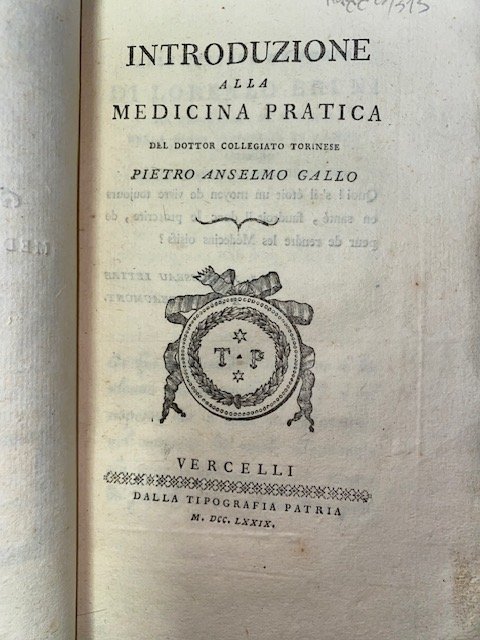 INTRODUZIONE
ALLA
MEDICINA PRATICA
DEL DOTTOR COLLEGIATO TORINESE
PIETRO ANSELMO GALLO
T · P
VERCELLI
DALLA TIPOGRAFIA PATRIA
M. DCC. LXXIX.